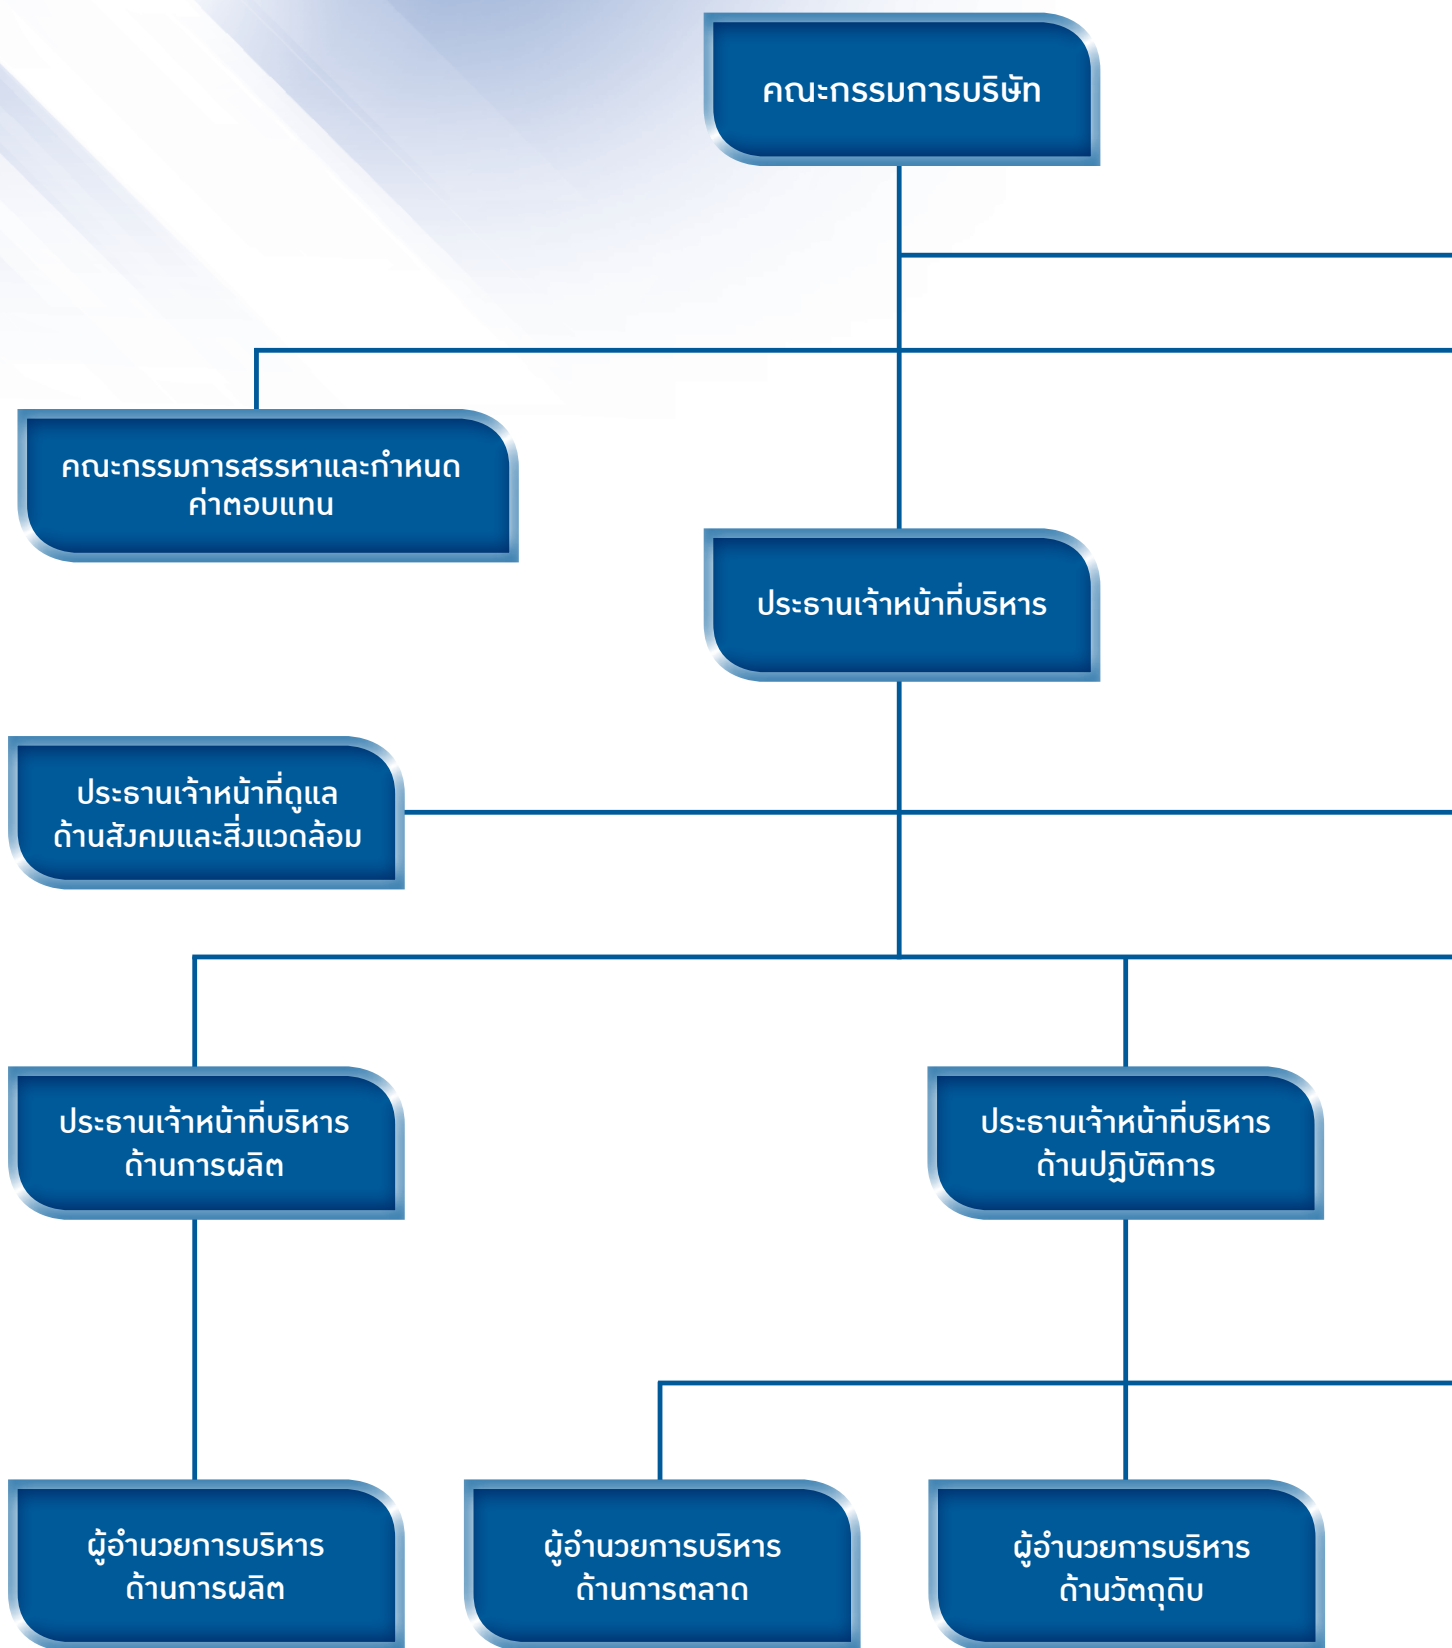 คณะกรรมการบริษัท
คณะกรรมการสรรหาและกำหนด
ค่าตอบแทน
ประธานเจ้าหน้าที่บริหาร
ประธานเจ้าหน้าที่ดูแล
ด้านสังคมและสิ่งแวดล้อม
ประธานเจ้าหน้าที่บริหาร
ด้านการผลิต
ประธานเจ้าหน้าที่บริหาร
ด้านปฏิบัติการ
ผู้อำนวยการบริหาร
ด้านการผลิต
ผู้อำนวยการบริหาร
ด้านการตลาด
ผู้อำนวยการบริหาร
ด้านวัตถุดิบ